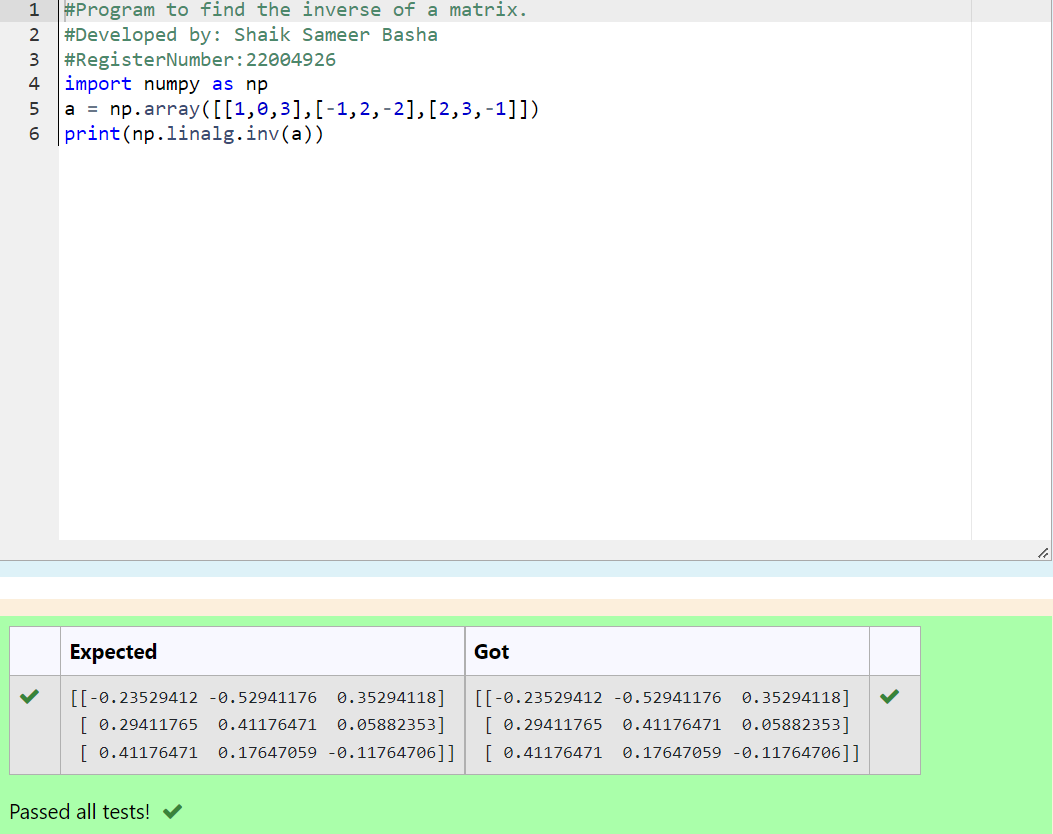 1 #Program to find the inverse of a matrix.
2 #Developed by: Shaik Sameer Basha
3 #RegisterNumber:22004926
4 import numpy as np
5 a = np.array([[1,0,3],[-1,2,-2],[2,3,-1]])
6 print(np.linalg.inv(a))
Expected Got
[[-0.23529412 -0.52941176  0.35294118] [[-0.23529412 -0.52941176  0.35294118]
[ 0.29411765  0.41176471  0.05882353] [ 0.29411765  0.41176471  0.05882353]
[ 0.41176471  0.17647059 -0.11764706]] [ 0.41176471  0.17647059 -0.11764706]]
Passed all tests!